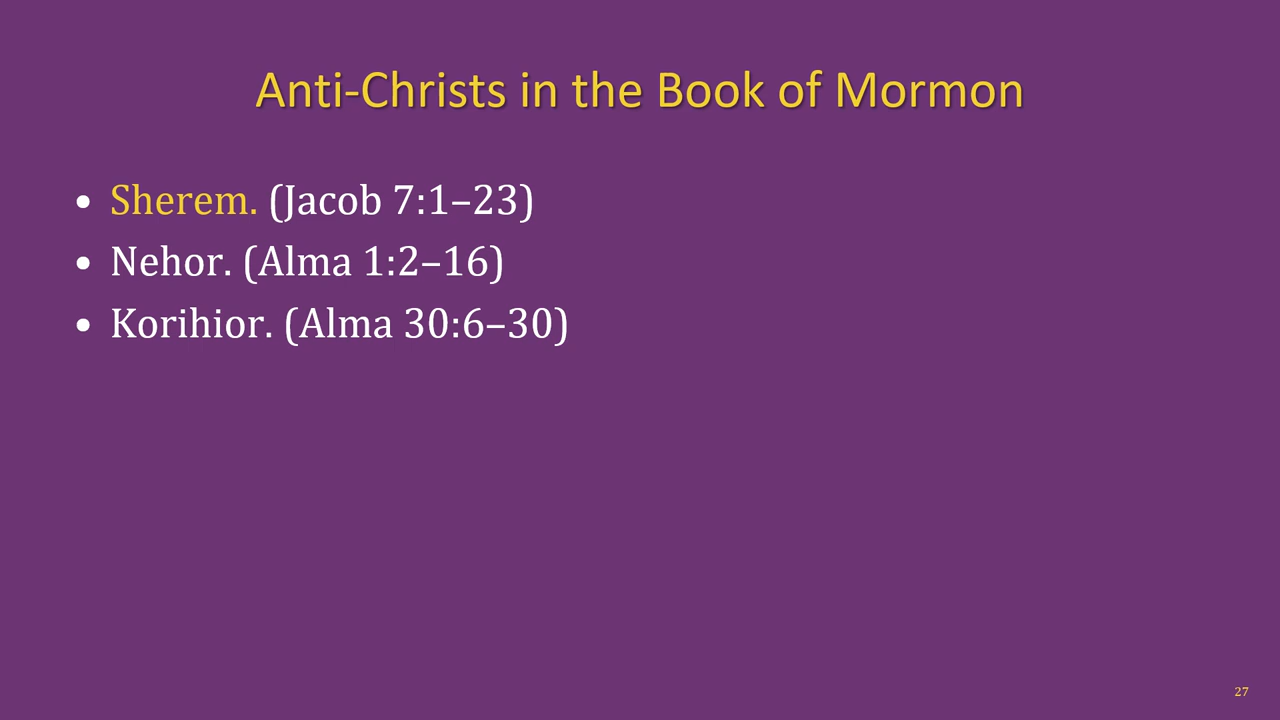 Anti-Christs in the Book of Mormon
• Sherem. (Jacob 7:1–23)
• Nehor. (Alma 1:2–16)
• Korihior. (Alma 30:6–30)
27